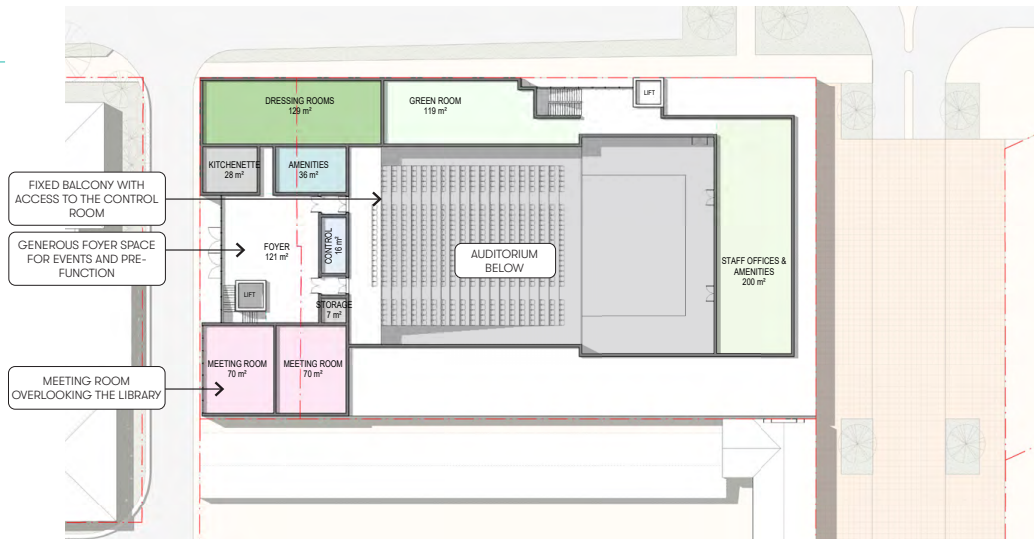 DRESSING ROOMS
129 m²
GREEN ROOM
119 m²
LIFT
KITCHENETTE
28 m²
AMENITIES
36 m²
FIXED BALCONY WITH
ACCESS TO THE CONTROL
ROOM
GENEROUS FOYER SPACE
FOR EVENTS AND PRE-
FUNCTION
FOYER
121 m²
CONTROL
16 m²
AUDITORIUM
BELOW
STAFF OFFICES &
AMENITIES
200 m²
LIFT
STORAGE
7 m²
MEETING ROOM
70 m²
MEETING ROOM
70 m²
MEETING ROOM
OVERLOOKING THE LIBRARY